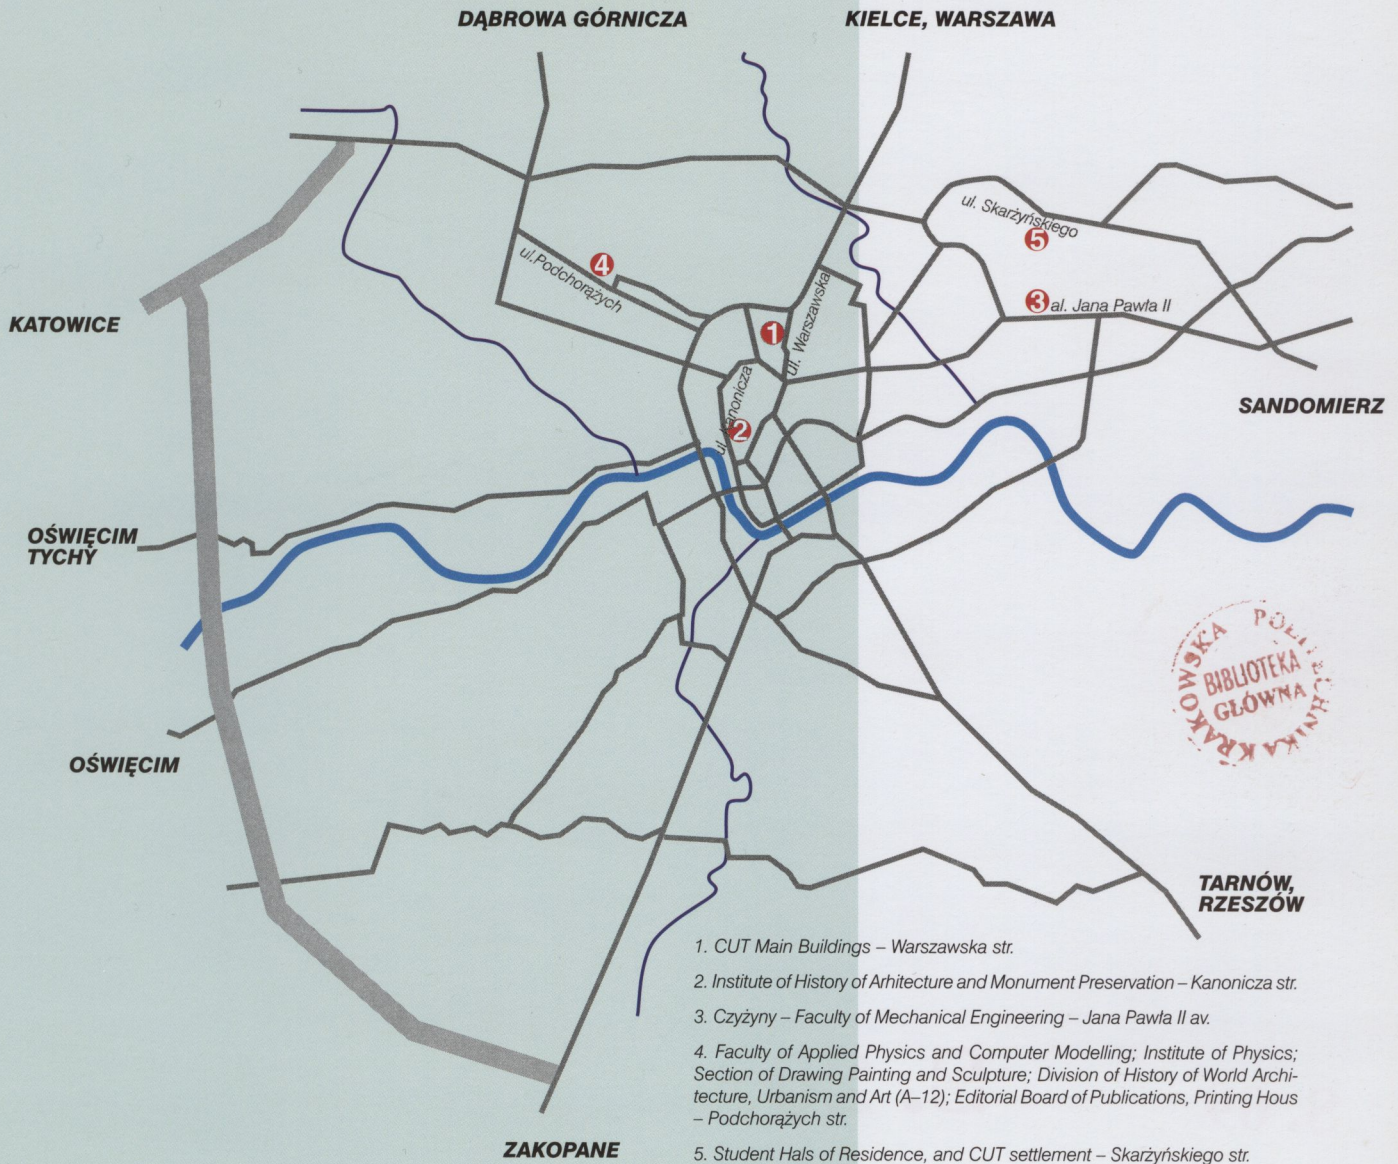 DĄBROWA GÓRNICZA
KIELCE, WARSZAWA
ul. Skarżyńskiego
5
ul.Podchorążych
4
3
al. Jana Pawła II
KATOWICE
1
ul. Warszawska
ul. Kanonicza
2
SANDOMIERZ
OŚWIĘCIM
TYCHY
POLITECHNIKA KRAKOWSKA
BIBLIOTEKA
GŁÓWNA
OŚWIĘCIM
TARNÓW,
RZESZÓW
1. CUT Main Buildings – Warszawska str.
2. Institute of History of Arhitecture and Monument Preservation – Kanonicza str.
3. Czyżyny – Faculty of Mechanical Engineering – Jana Pawła II av.
4. Faculty of Applied Physics and Computer Modelling; Institute of Physics;
Section of Drawing Painting and Sculpture; Division of History of World Archi-
tecture, Urbanism and Art (A–12); Editorial Board of Publications, Printing Hous
– Podchorążych str.
5. Student Hals of Residence, and CUT settlement – Skarżyńskiego str.
ZAKOPANE